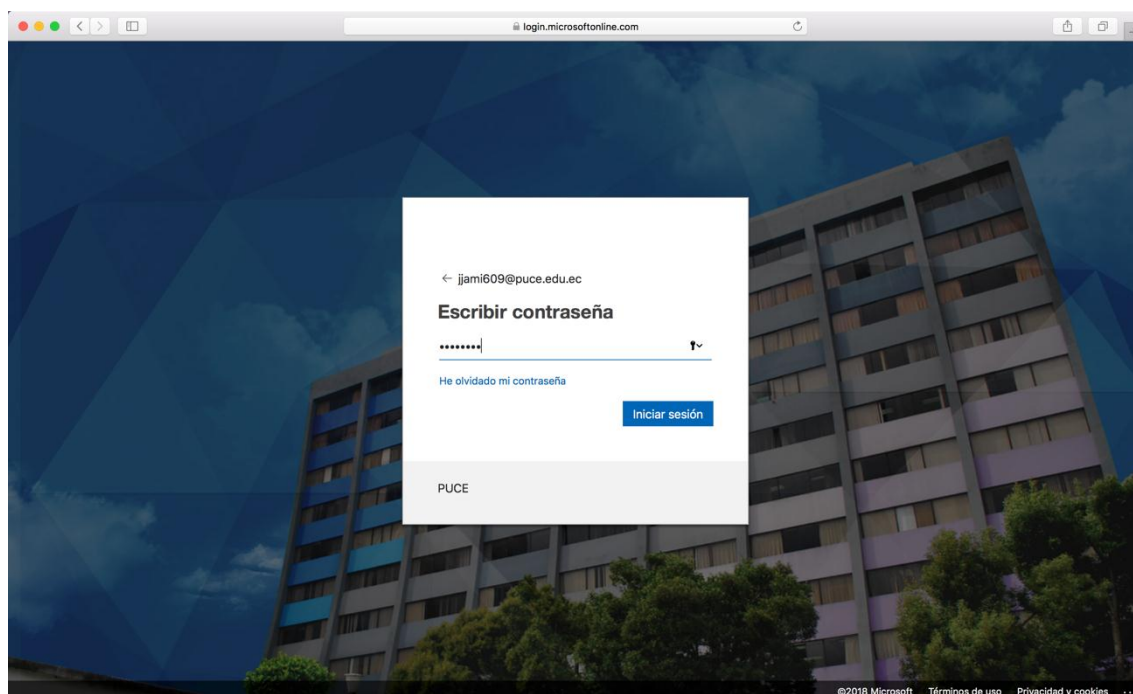 login.microsoftonline.com
← jjami609@puce.edu.ec
Escribir contraseña
••••••••
He olvidado mi contraseña
Iniciar sesión
PUCE
©2018 Microsoft Términos de uso Privacidad y cookies ...